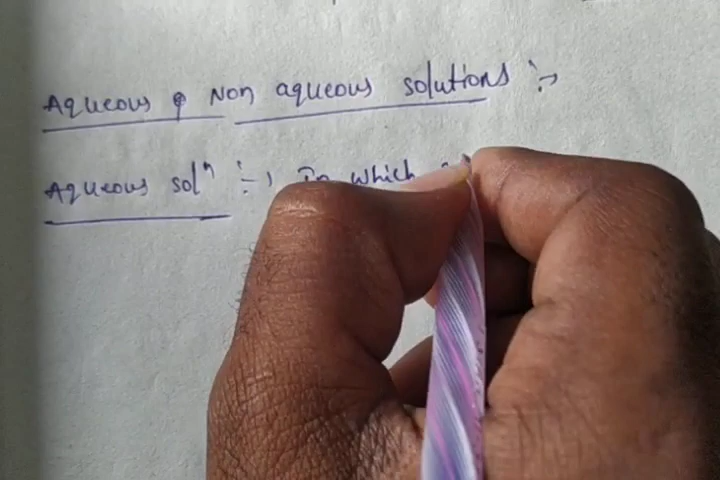 Aqueous & Non aqueous solutions :-
Aqueous solⁿ :- In which